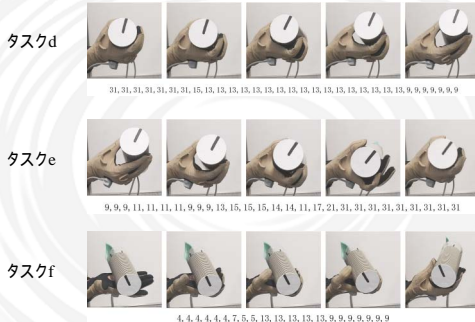 タスクd
31, 31, 31, 31, 31, 31, 31, 15, 13, 13, 13, 13, 13, 13, 13, 13, 13, 13, 13, 13, 13, 13, 13, 13, 9, 9, 9, 9, 9, 9, 9
タスクe
9, 9, 9, 11, 11, 11, 11, 9, 9, 9, 13, 15, 15, 15, 14, 14, 11, 17, 21, 31, 31, 31, 31, 31, 31, 31, 31, 31, 31
タスクf
4, 4, 4, 4, 4, 4, 7, 5, 5, 13, 13, 13, 13, 13, 9, 9, 9, 9, 9, 9, 9